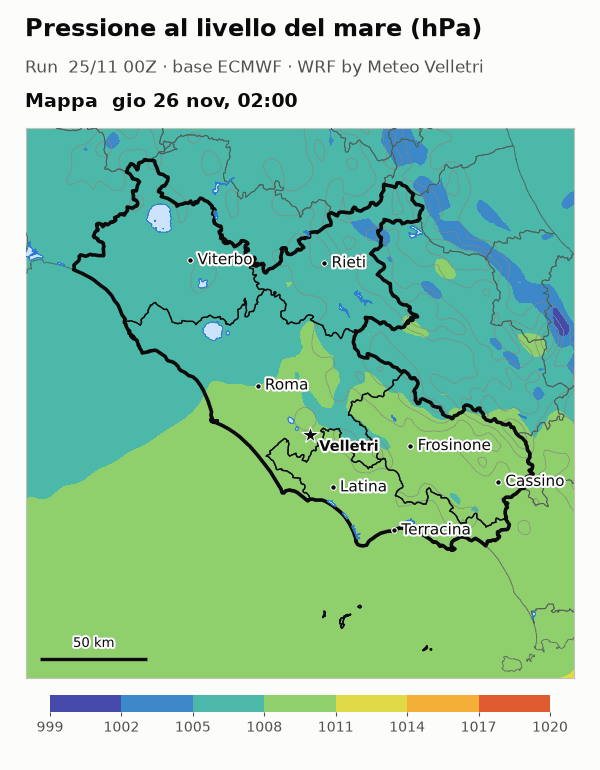 Pressione al livello del mare (hPa)
Run  25/11 00Z · base ECMWF · WRF by Meteo Velletri
Mappa  gio 26 nov, 02:00
Viterbo
Rieti
Roma
Velletri
Frosinone
Latina
Cassino
Terracina
50 km
999 1002 1005 1008 1011 1014 1017 1020